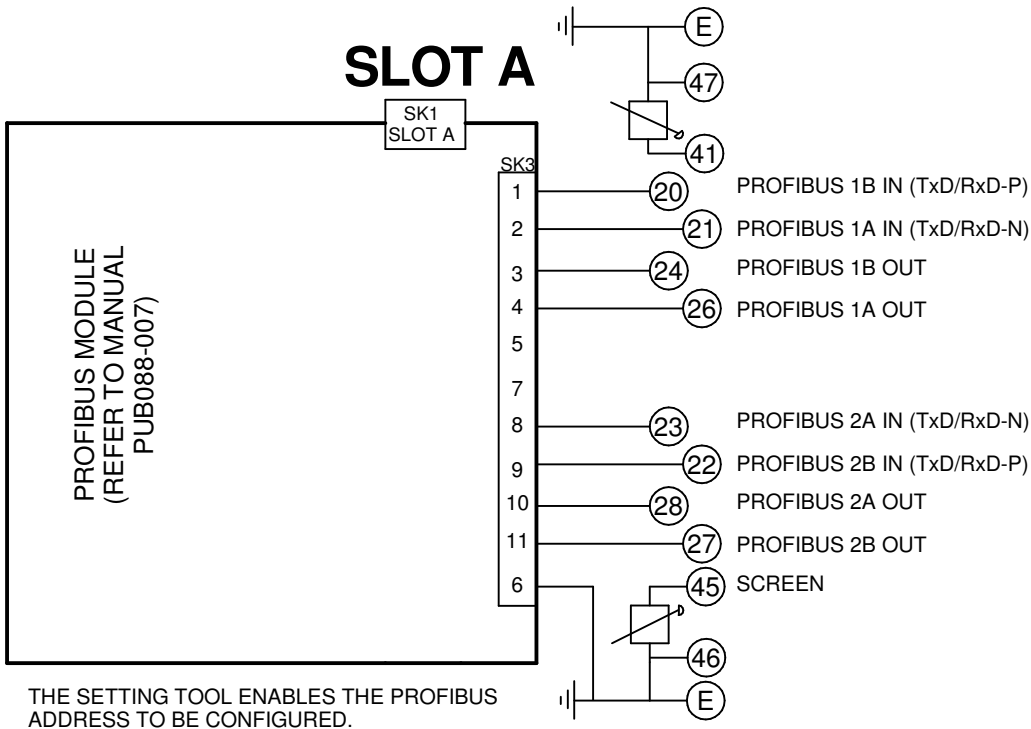 E
SLOT A
47
SK1
SLOT A
41
SK3
1
20
PROFIBUS 1B IN (TxD/RxD-P)
2
21
PROFIBUS 1A IN (TxD/RxD-N)
3
24
PROFIBUS 1B OUT
4
26
PROFIBUS 1A OUT
5
7
PROFIBUS MODULE
(REFER TO MANUAL
PUB088-007)
8
23
PROFIBUS 2A IN (TxD/RxD-N)
9
22
PROFIBUS 2B IN (TxD/RxD-P)
10
28
PROFIBUS 2A OUT
11
27
PROFIBUS 2B OUT
6
45
SCREEN
46
E
THE SETTING TOOL ENABLES THE PROFIBUS
ADDRESS TO BE CONFIGURED.